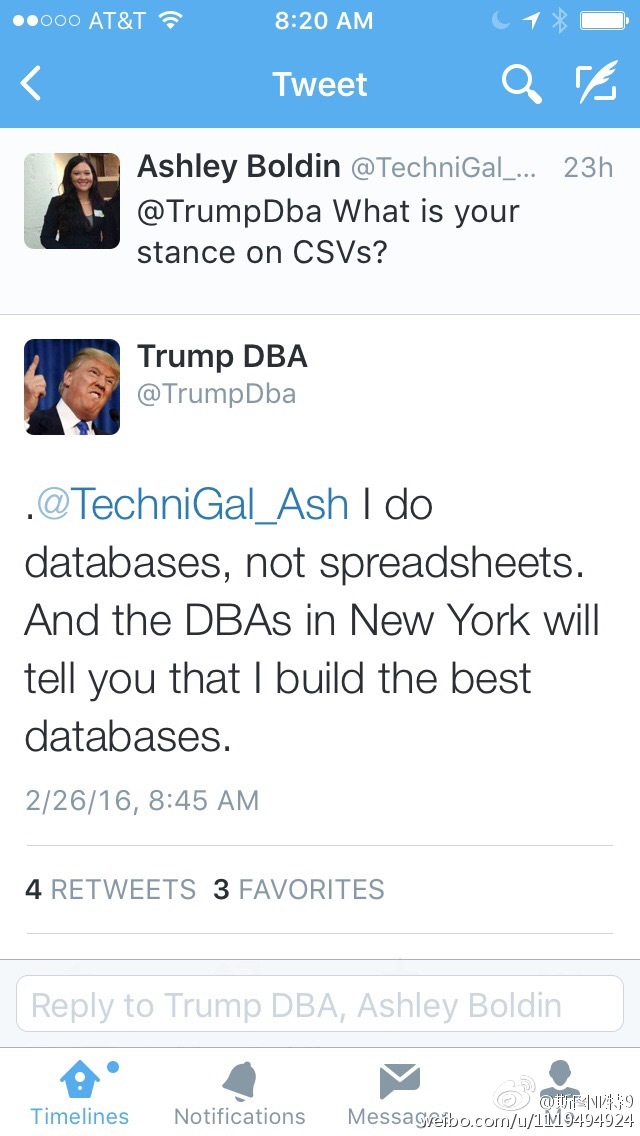 AT&T 8:20 AM
Tweet
Ashley Boldin @TechniGal_... 23h
@TrumpDba What is your
stance on CSVs?
Trump DBA
@TrumpDba
.@TechniGal_Ash I do
databases, not spreadsheets.
And the DBAs in New York will
tell you that I build the best
databases.
2/26/16, 8:45 AM
4 RETWEETS 3 FAVORITES
Reply to Trump DBA, Ashley Boldin
Timelines Notifications Messages